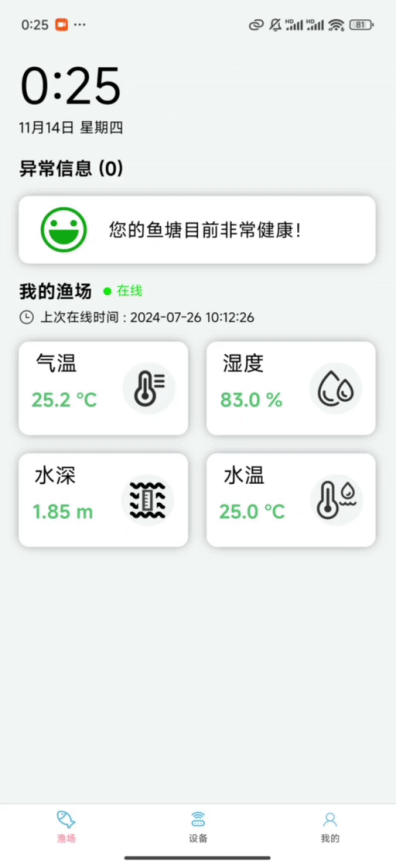 0:25
HD HD 81
0:25
11月14日 星期四
异常信息 (0)
您的鱼塘目前非常健康!
我的渔场 在线
上次在线时间 : 2024-07-26 10:12:26
气温 湿度
25.2 ℃ 83.0 %
水深 水温
1.85 m 25.0 ℃
渔场 设备 我的